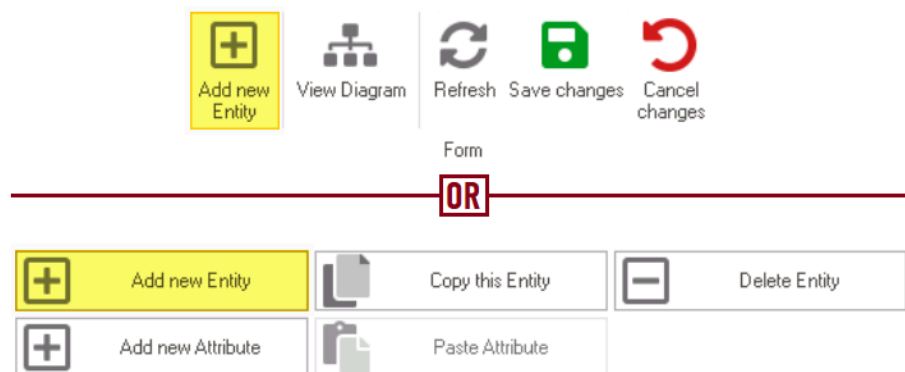 Add new
Entity
View Diagram
Refresh
Save changes
Cancel
changes
Form
OR
Add new Entity
Copy this Entity
Delete Entity
Add new Attribute
Paste Attribute